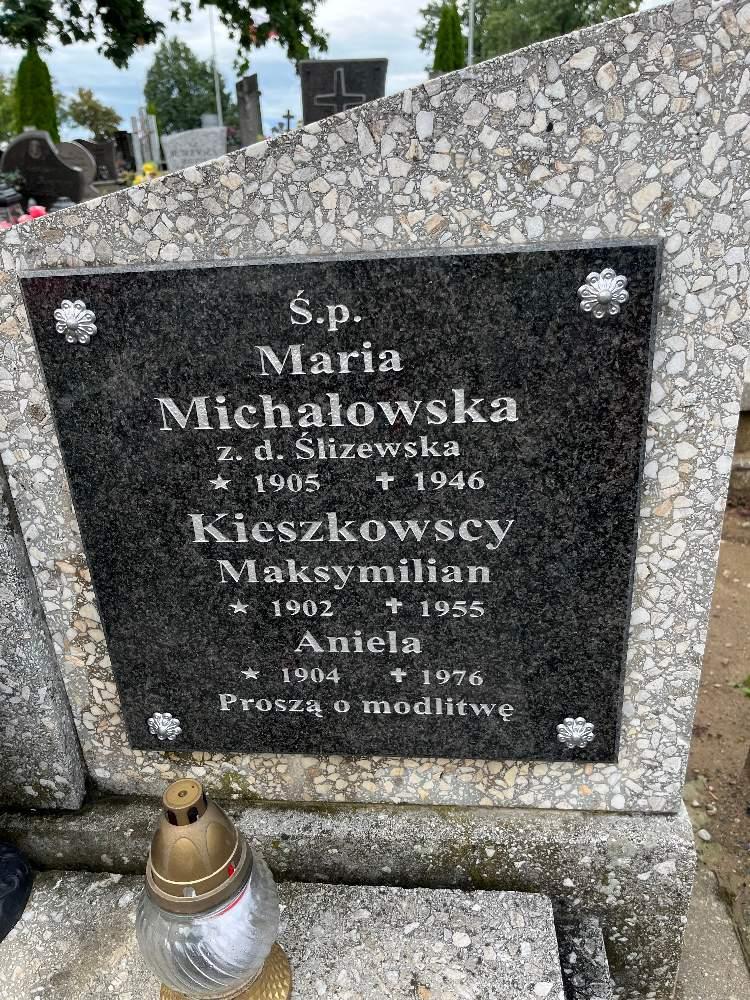 Ś.p.
Maria
Michałowska
z. d. Ślizewska
★ 1905 ✝ 1946
Kieszkowscy
Maksymilian
★ 1902 ✝ 1955
Aniela
★ 1904 ✝ 1976
Proszą o modlitwę